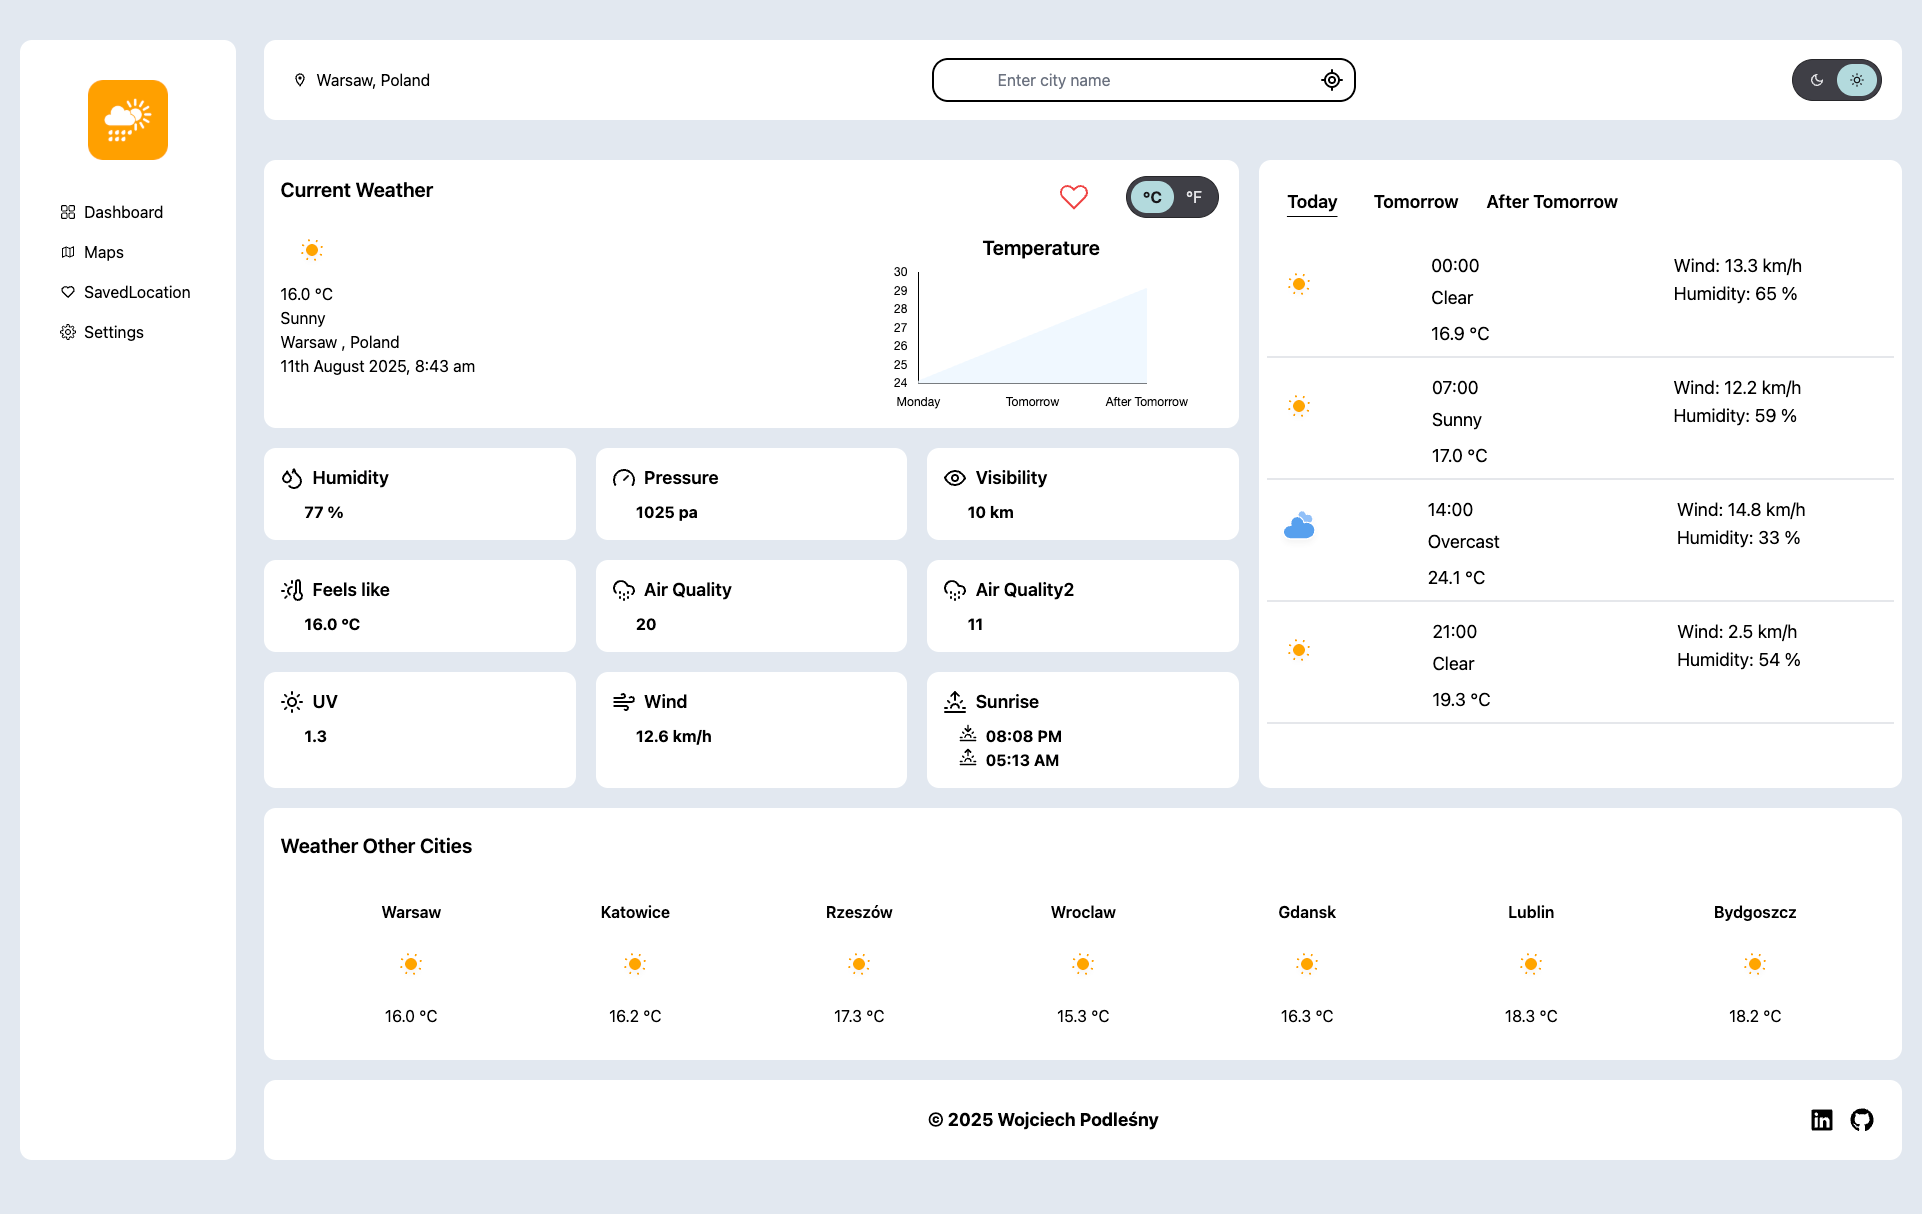 Dashboard
Maps
SavedLocation
Settings
Warsaw, Poland
Enter city name
Current Weather
°C °F
16.0 °C
Sunny
Warsaw , Poland
11th August 2025, 8:43 am
Temperature
30
29
28
27
26
25
24
Monday Tomorrow After Tomorrow
Humidity
77 %
Pressure
1025 pa
Visibility
10 km
Feels like
16.0 °C
Air Quality
20
Air Quality2
11
UV
1.3
Wind
12.6 km/h
Sunrise
08:08 PM
05:13 AM
Today Tomorrow After Tomorrow
00:00
Clear
16.9 °C
Wind: 13.3 km/h
Humidity: 65 %
07:00
Sunny
17.0 °C
Wind: 12.2 km/h
Humidity: 59 %
14:00
Overcast
24.1 °C
Wind: 14.8 km/h
Humidity: 33 %
21:00
Clear
19.3 °C
Wind: 2.5 km/h
Humidity: 54 %
Weather Other Cities
Warsaw
16.0 °C
Katowice
16.2 °C
Rzeszów
17.3 °C
Wroclaw
15.3 °C
Gdansk
16.3 °C
Lublin
18.3 °C
Bydgoszcz
18.2 °C
© 2025 Wojciech Podleśny
in